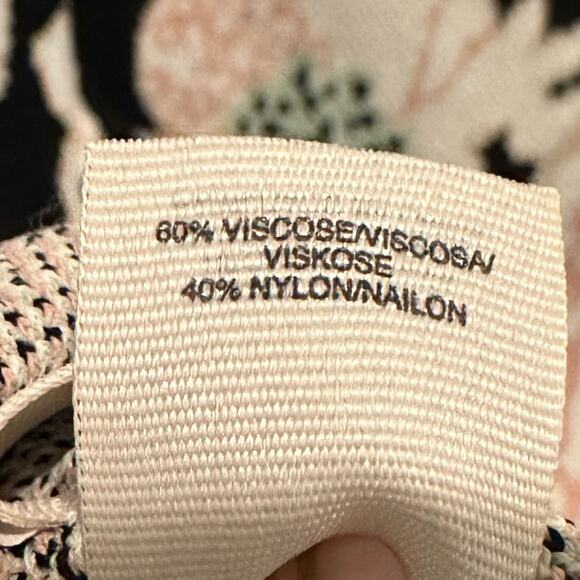 60% VISCOSE/VISCOSA/
VISKOSE
40% NYLON/NAILON